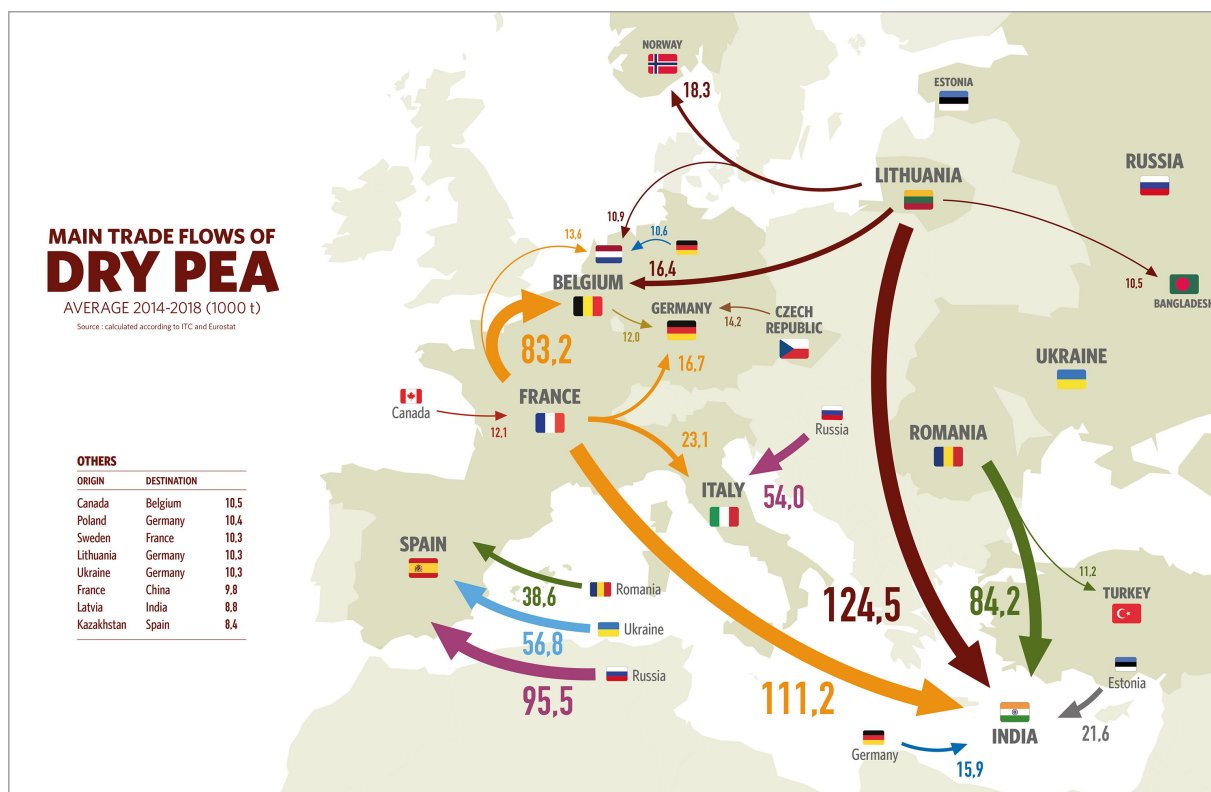 MAIN TRADE FLOWS OF
DRY PEA
AVERAGE 2014-2018 (1000 t)
Source : calculated according to ITC and Eurostat
OTHERS
ORIGIN DESTINATION
Canada Belgium 10,5
Poland Germany 10,4
Sweden France 10,3
Lithuania Germany 10,3
Ukraine Germany 10,3
France China 9,8
Latvia India 8,8
Kazakhstan Spain 8,4
NORWAY
18,3
ESTONIA
RUSSIA
LITHUANIA
10,9
13,6
10,6
16,4
BELGIUM
10,5
BANGLADESH
GERMANY
14,2
CZECH
REPUBLIC
12,0
83,2
16,7
UKRAINE
FRANCE
Canada
12,1
23,1
Russia
ROMANIA
ITALY
54,0
SPAIN
38,6
Romania
56,8
Ukraine
95,5
Russia
124,5
84,2
11,2
TURKEY
111,2
Estonia
21,6
INDIA
Germany
15,9